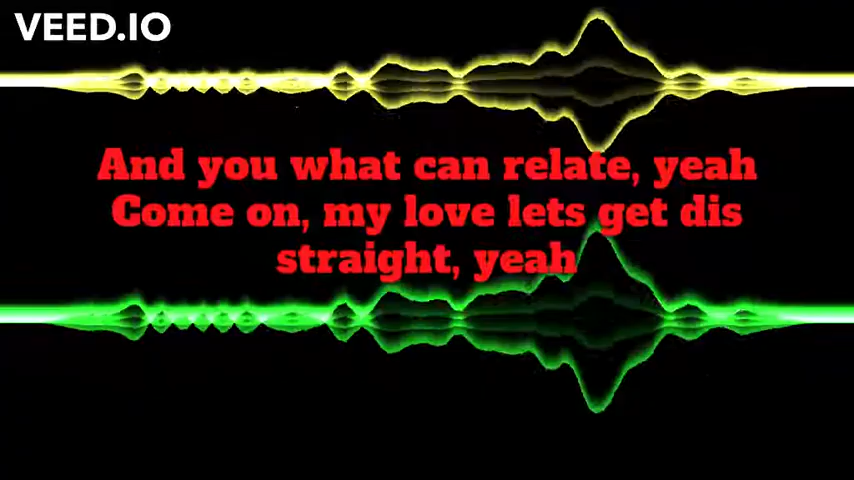 VEED.IO
And you what can relate, yeah
Come on, my love lets get dis
straight, yeah